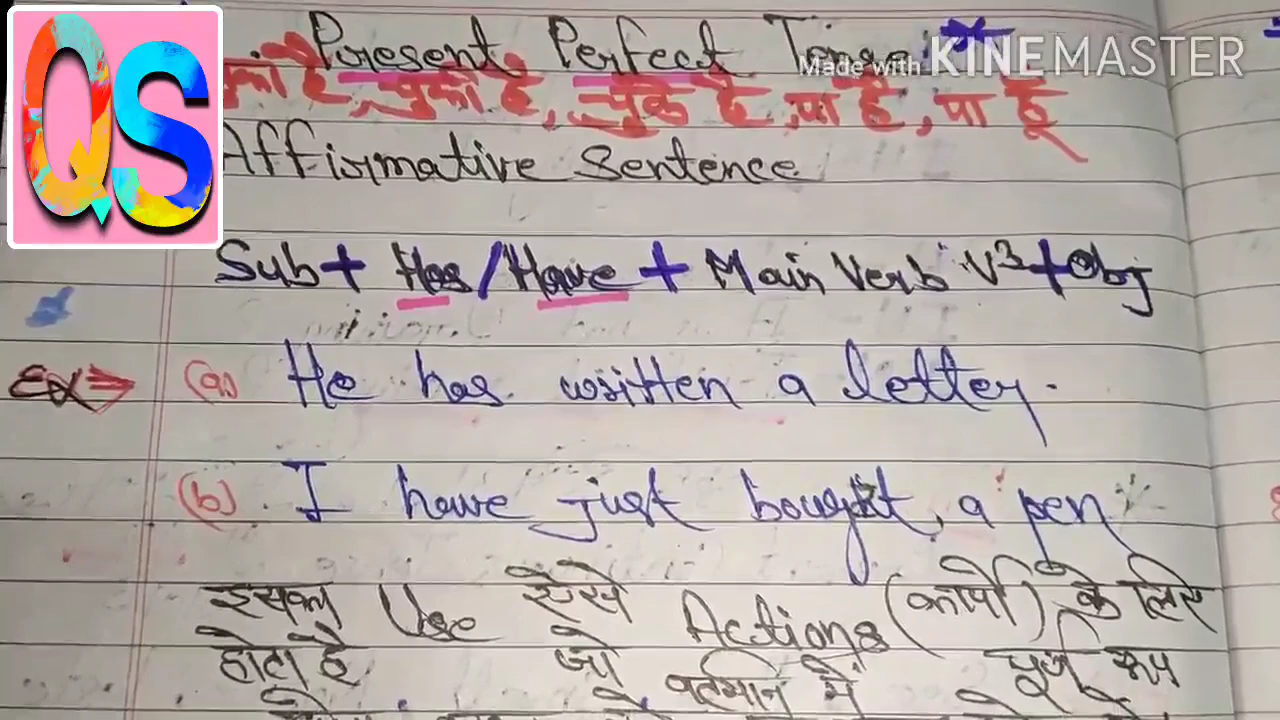 QS
Present Perfect Tense
Made with KINEMASTER
है, चुकी है, चुके है, या है, या हूँ
Affirmative Sentence
Sub + Has/Have + Main Verb V³ + Obj
Ex ⇒ (a) He has written a letter.
(b) I have just bought, a pen
इसका Use ऐसे Actions (कार्यो) के लिए
होता है जो वर्तमान में पूर्ण रूप